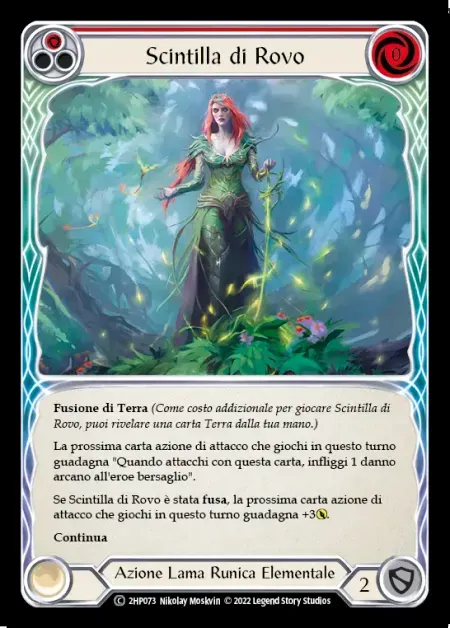 Scintilla di Rovo
0
Fusione di Terra (Come costo addizionale per giocare Scintilla di
Rovo, puoi rivelare una carta Terra dalla tua mano.)
La prossima carta azione di attacco che giochi in questo turno
guadagna "Quando attacchi con questa carta, infliggi 1 danno
arcano all'eroe bersaglio".
Se Scintilla di Rovo è stata fusa, la prossima carta azione di
attacco che giochi in questo turno guadagna +3.
Continua
Azione Lama Runica Elementale
2
C 2HP073 Nikolay Moskvin © 2022 Legend Story Studios